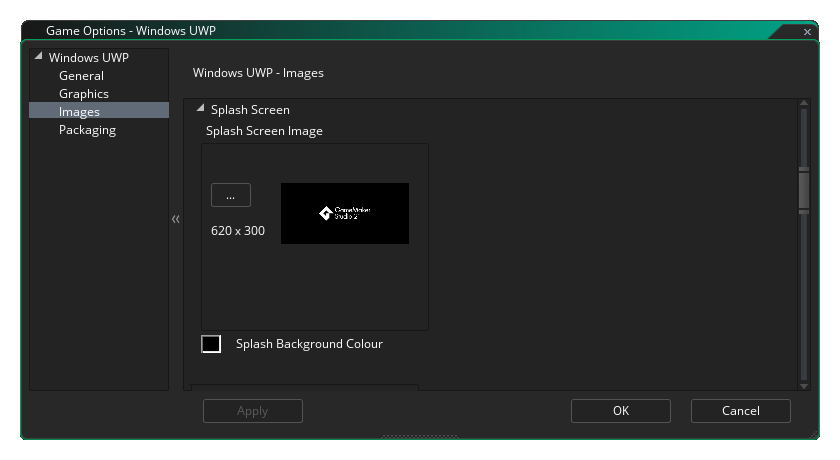 Game Options - Windows UWP
Windows UWP
General
Graphics
Images
Packaging
Windows UWP - Images
Splash Screen
Splash Screen Image
...
GameMaker
Studio 2
620 x 300
Splash Background Colour
Apply
OK
Cancel